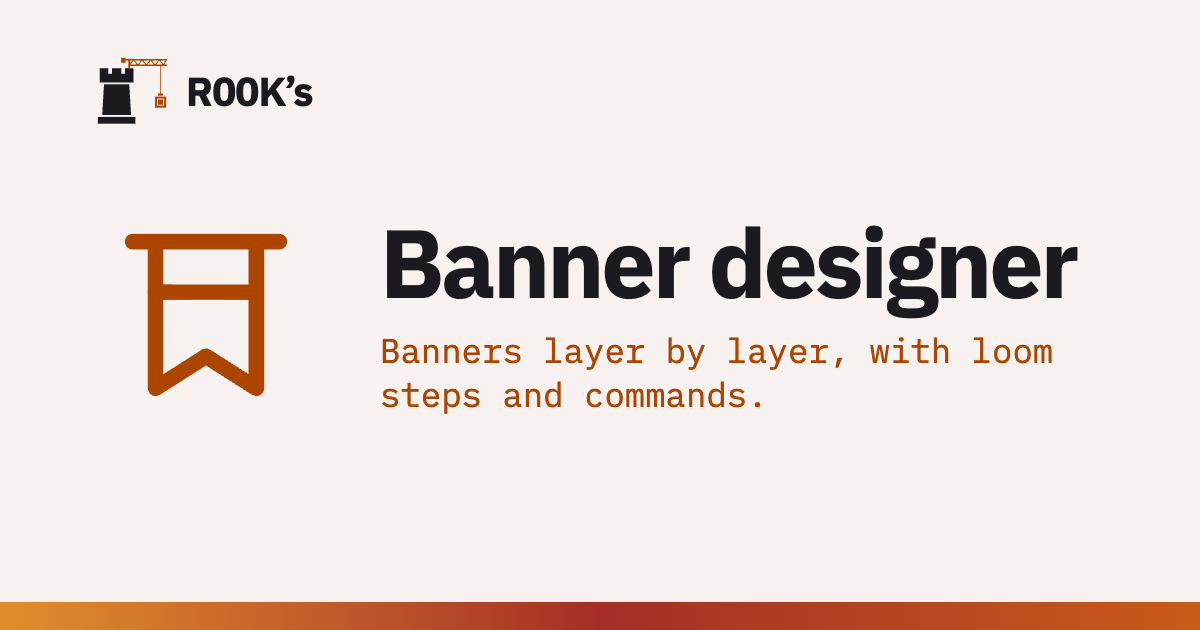 ROOK’s
Banner designer
Banners layer by layer, with loom
steps and commands.